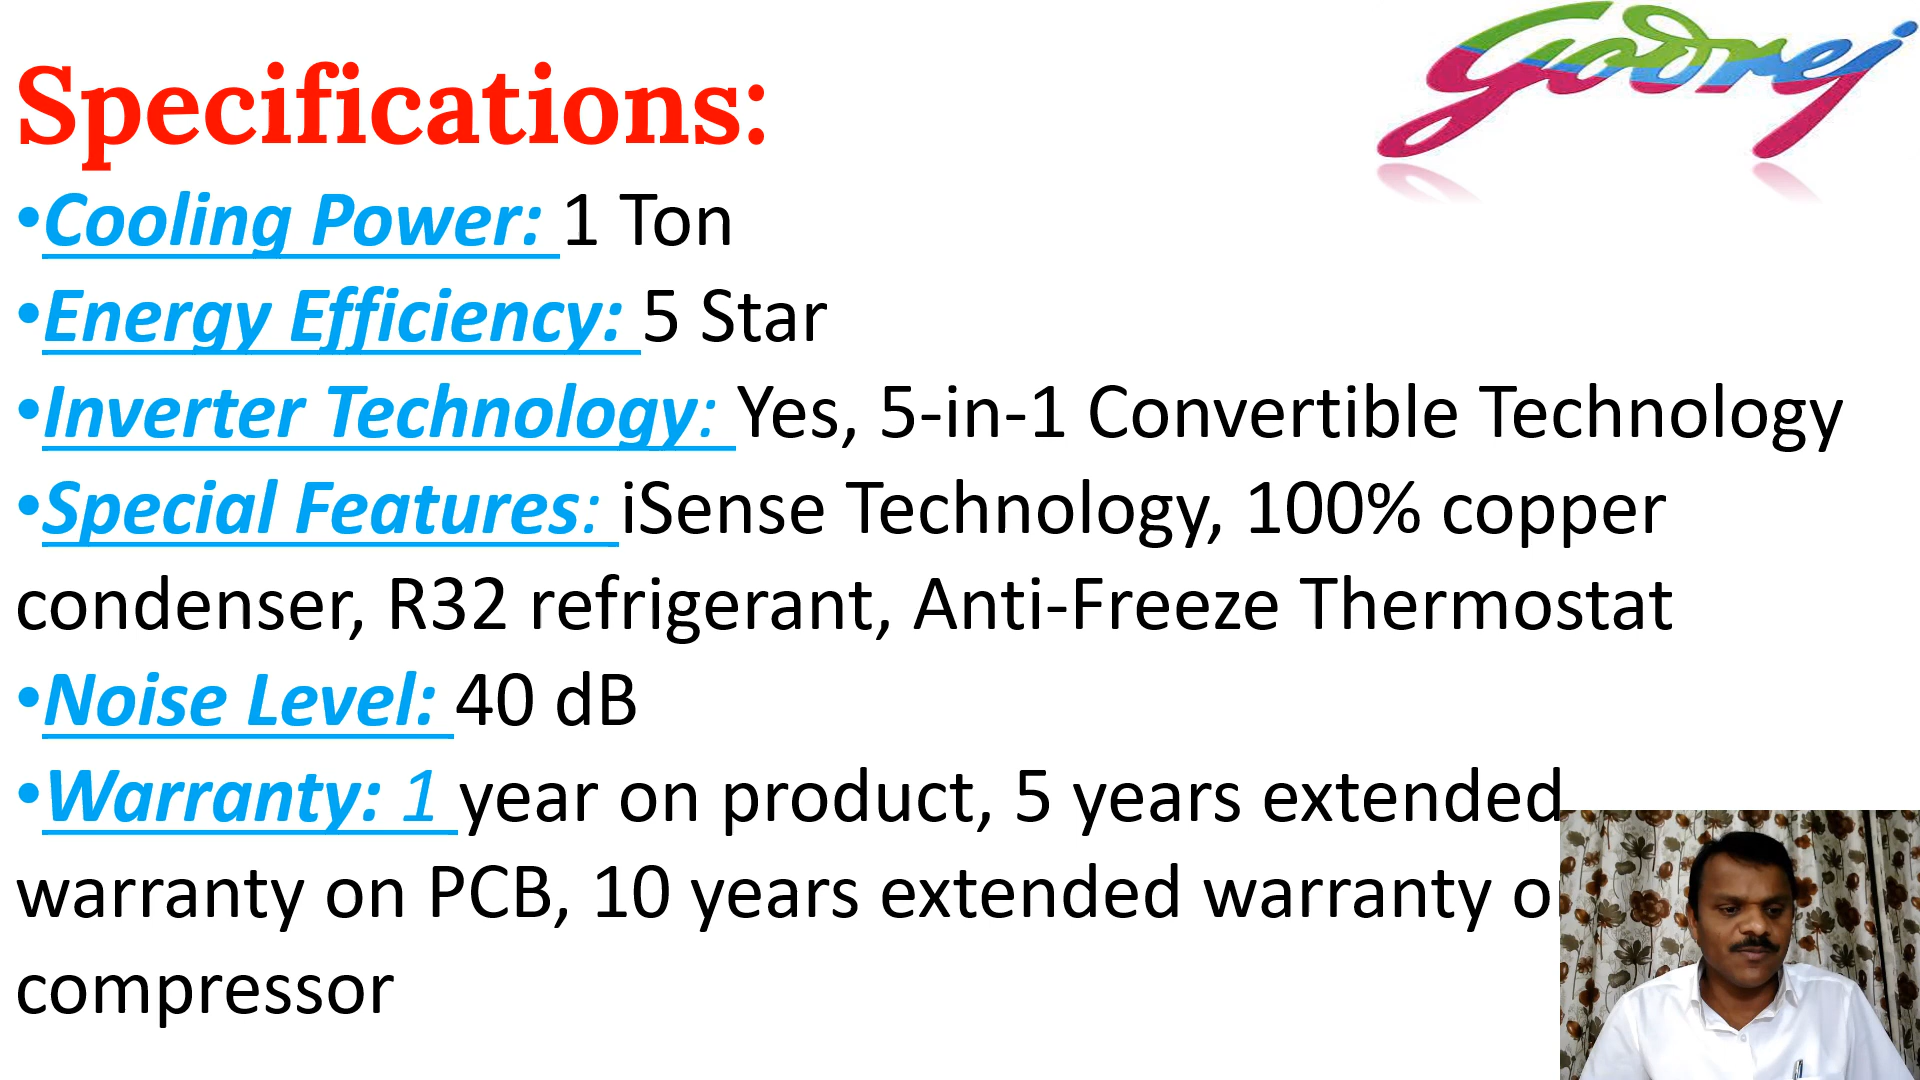 Godrej
Specifications:
•Cooling Power: 1 Ton
•Energy Efficiency: 5 Star
•Inverter Technology: Yes, 5-in-1 Convertible Technology
•Special Features: iSense Technology, 100% copper
condenser, R32 refrigerant, Anti-Freeze Thermostat
•Noise Level: 40 dB
•Warranty: 1 year on product, 5 years extended
warranty on PCB, 10 years extended warranty
compressor